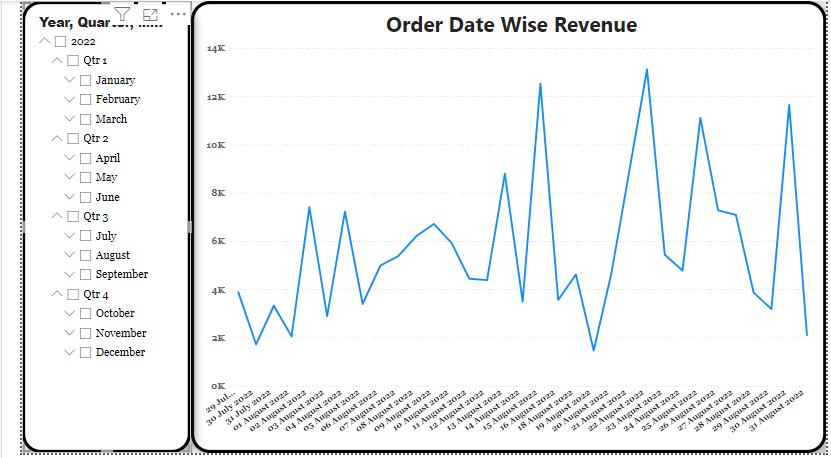 Year, Quarter,
2022
Qtr 1
January
February
March
Qtr 2
April
May
June
Qtr 3
July
August
September
Qtr 4
October
November
December
Order Date Wise Revenue
14K
12K
10K
8K
6K
4K
2K
0K
29 Jul...
30 July 2022
31 July 2022
01 August 2022
02 August 2022
03 August 2022
04 August 2022
05 August 2022
06 August 2022
07 August 2022
08 August 2022
09 August 2022
10 August 2022
11 August 2022
12 August 2022
13 August 2022
14 August 2022
15 August 2022
16 August 2022
18 August 2022
19 August 2022
20 August 2022
21 August 2022
22 August 2022
23 August 2022
24 August 2022
25 August 2022
26 August 2022
27 August 2022
28 August 2022
29 August 2022
30 August 2022
31 August 2022